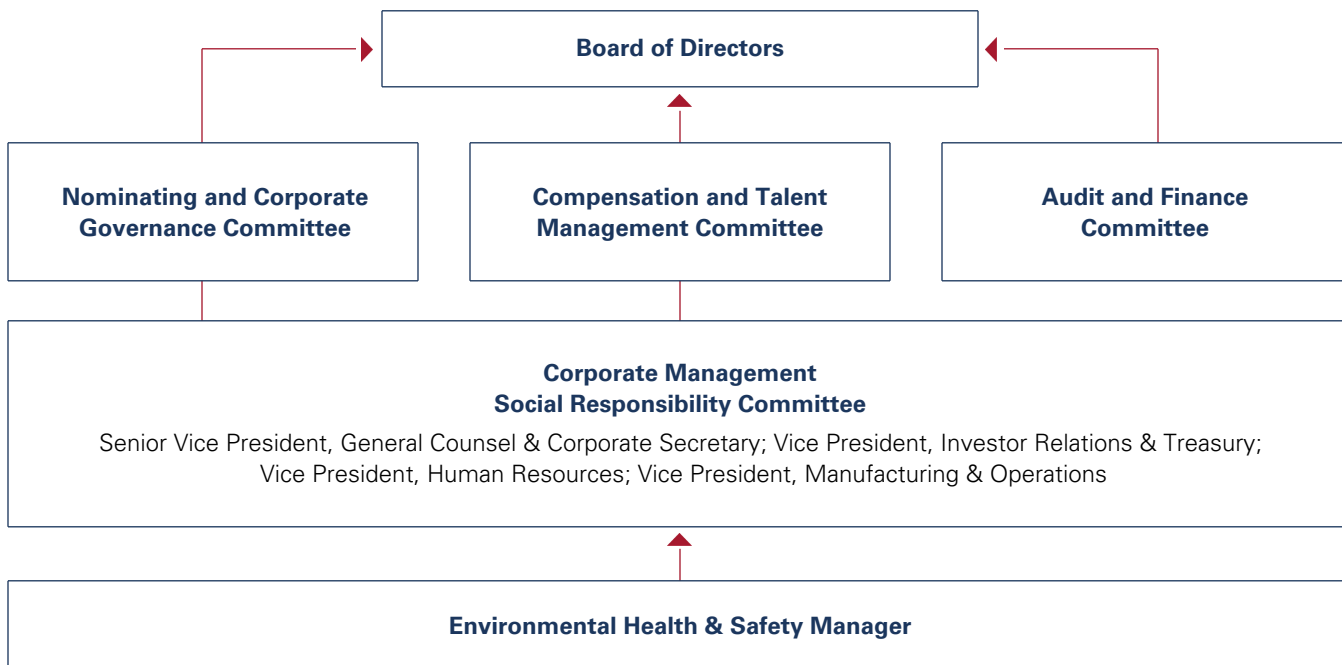 Board of Directors
Nominating and Corporate
Governance Committee
Compensation and Talent
Management Committee
Audit and Finance
Committee
Corporate Management
Social Responsibility Committee
Senior Vice President, General Counsel & Corporate Secretary; Vice President, Investor Relations & Treasury;
Vice President, Human Resources; Vice President, Manufacturing & Operations
Environmental Health & Safety Manager